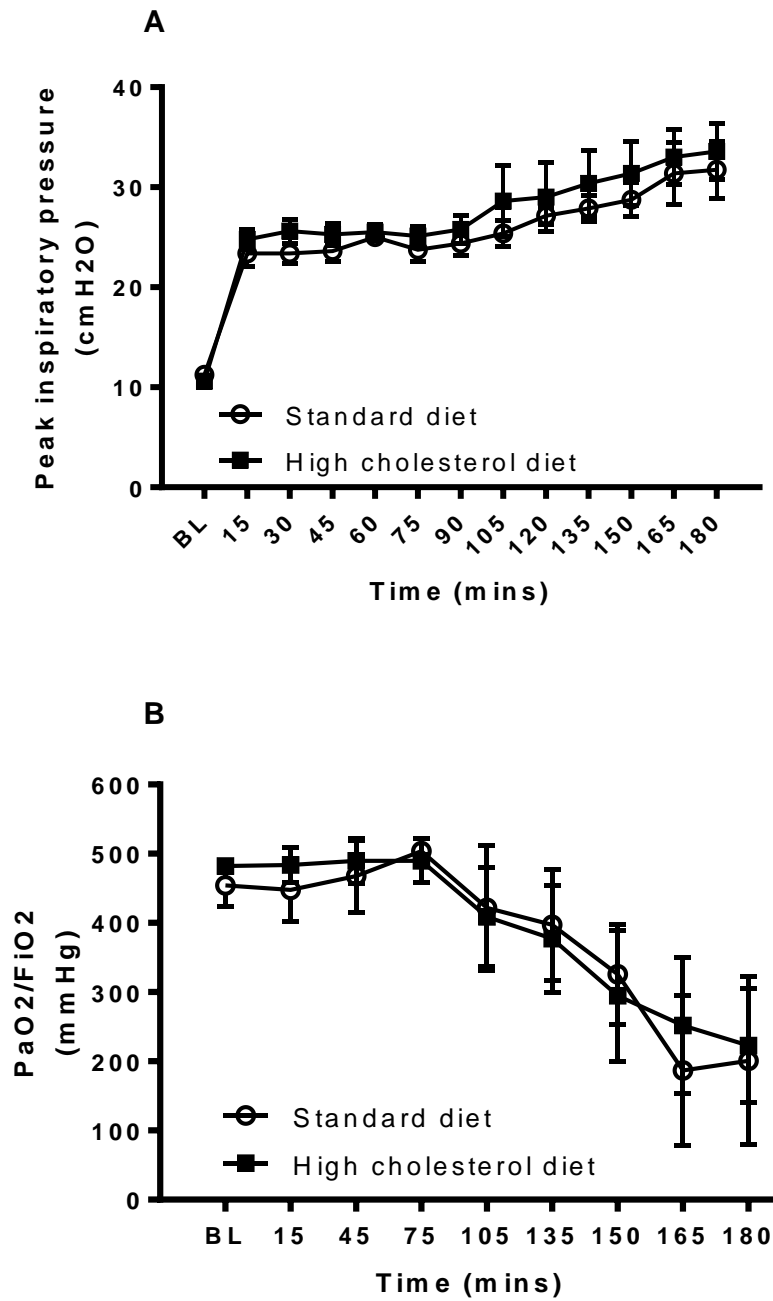 A
Peak inspiratory pressure
(cmH2O)
40
30
20
10
0
Standard diet
High cholesterol diet
BL 15 30 45 60 75 90 105 120 135 150 165 180
Time (mins)
B
PaO2/FiO2
(mmHg)
600
500
400
300
200
100
0
Standard diet
High cholesterol diet
BL 15 45 75 105 135 150 165 180
Time (mins)